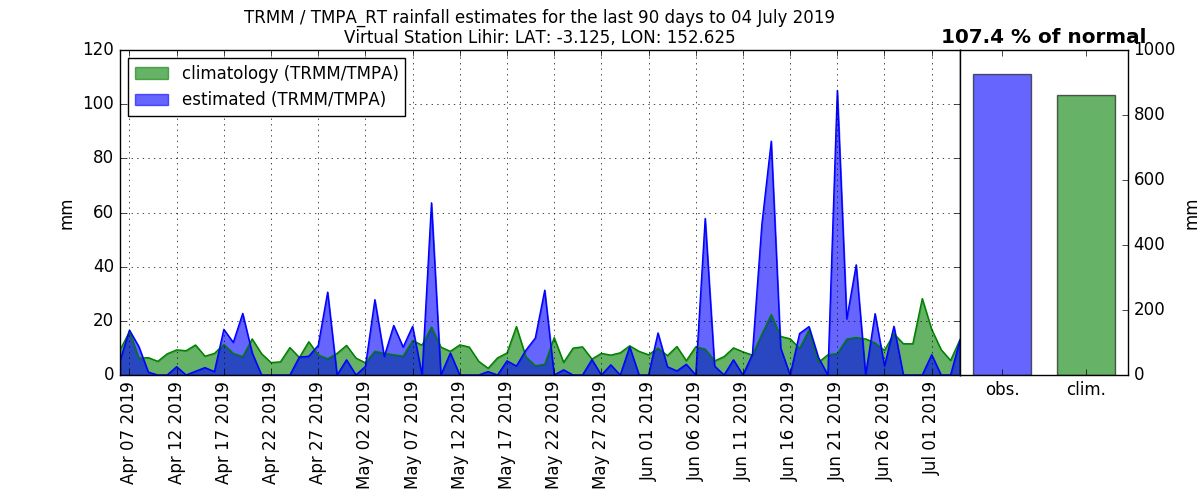 TRMM / TMPA_RT rainfall estimates for the last 90 days to 04 July 2019
Virtual Station Lihir: LAT: -3.125, LON: 152.625
107.4 % of normal
climatology (TRMM/TMPA)
estimated (TRMM/TMPA)
120
100
80
60
40
20
0
mm
1000
800
600
400
200
0
mm
Apr 07 2019
Apr 12 2019
Apr 17 2019
Apr 22 2019
Apr 27 2019
May 02 2019
May 07 2019
May 12 2019
May 17 2019
May 22 2019
May 27 2019
Jun 01 2019
Jun 06 2019
Jun 11 2019
Jun 16 2019
Jun 21 2019
Jun 26 2019
Jul 01 2019
obs.
clim.